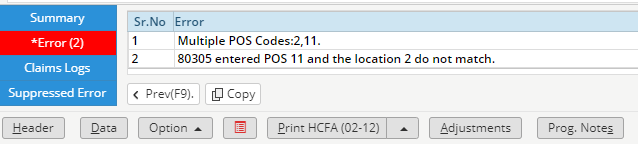 Summary
*Error (2)
Claims Logs
Suppressed Error
Sr.No Error
1 Multiple POS Codes:2,11.
2 80305 entered POS 11 and the location 2 do not match.
< Prev(F9). Copy
Header Data Option Print HCFA (02-12) Adjustments Prog. Notes